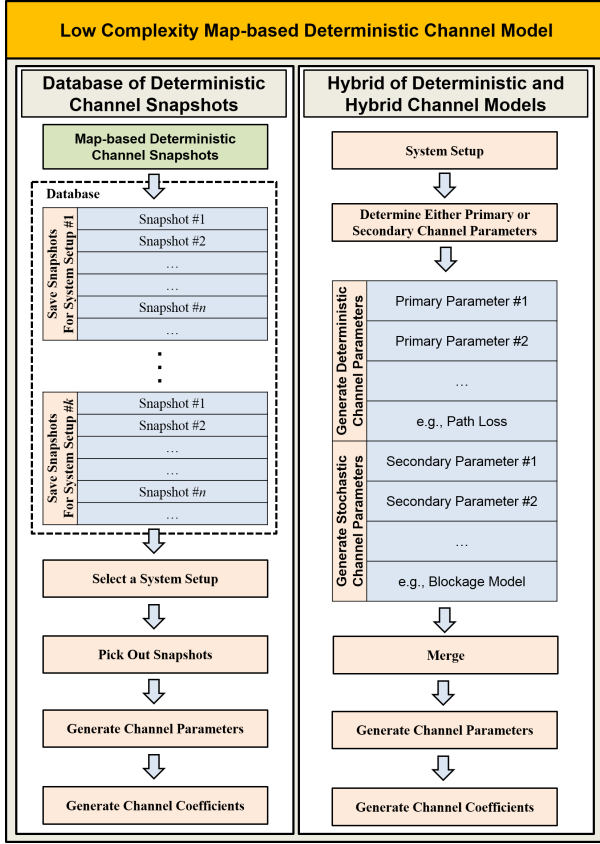 Low Complexity Map-based Deterministic Channel Model
Database of Deterministic
Channel Snapshots
Map-based Deterministic
Channel Snapshots
Database
Save Snapshots
For System Setup #1
Snapshot #1
Snapshot #2
…
…
Snapshot #n
…
.
.
.
Save Snapshots
For System Setup #k
Snapshot #1
Snapshot #2
…
…
Snapshot #n
…
Select a System Setup
Pick Out Snapshots
Generate Channel Parameters
Generate Channel Coefficients
Hybrid of Deterministic and
Hybrid Channel Models
System Setup
Determine Either Primary or
Secondary Channel Parameters
Generate Deterministic
Channel Parameters
Primary Parameter #1
Primary Parameter #2
…
e.g., Path Loss
Generate Stochastic
Channel Parameters
Secondary Parameter #1
Secondary Parameter #2
…
e.g., Blockage Model
Merge
Generate Channel Parameters
Generate Channel Coefficients